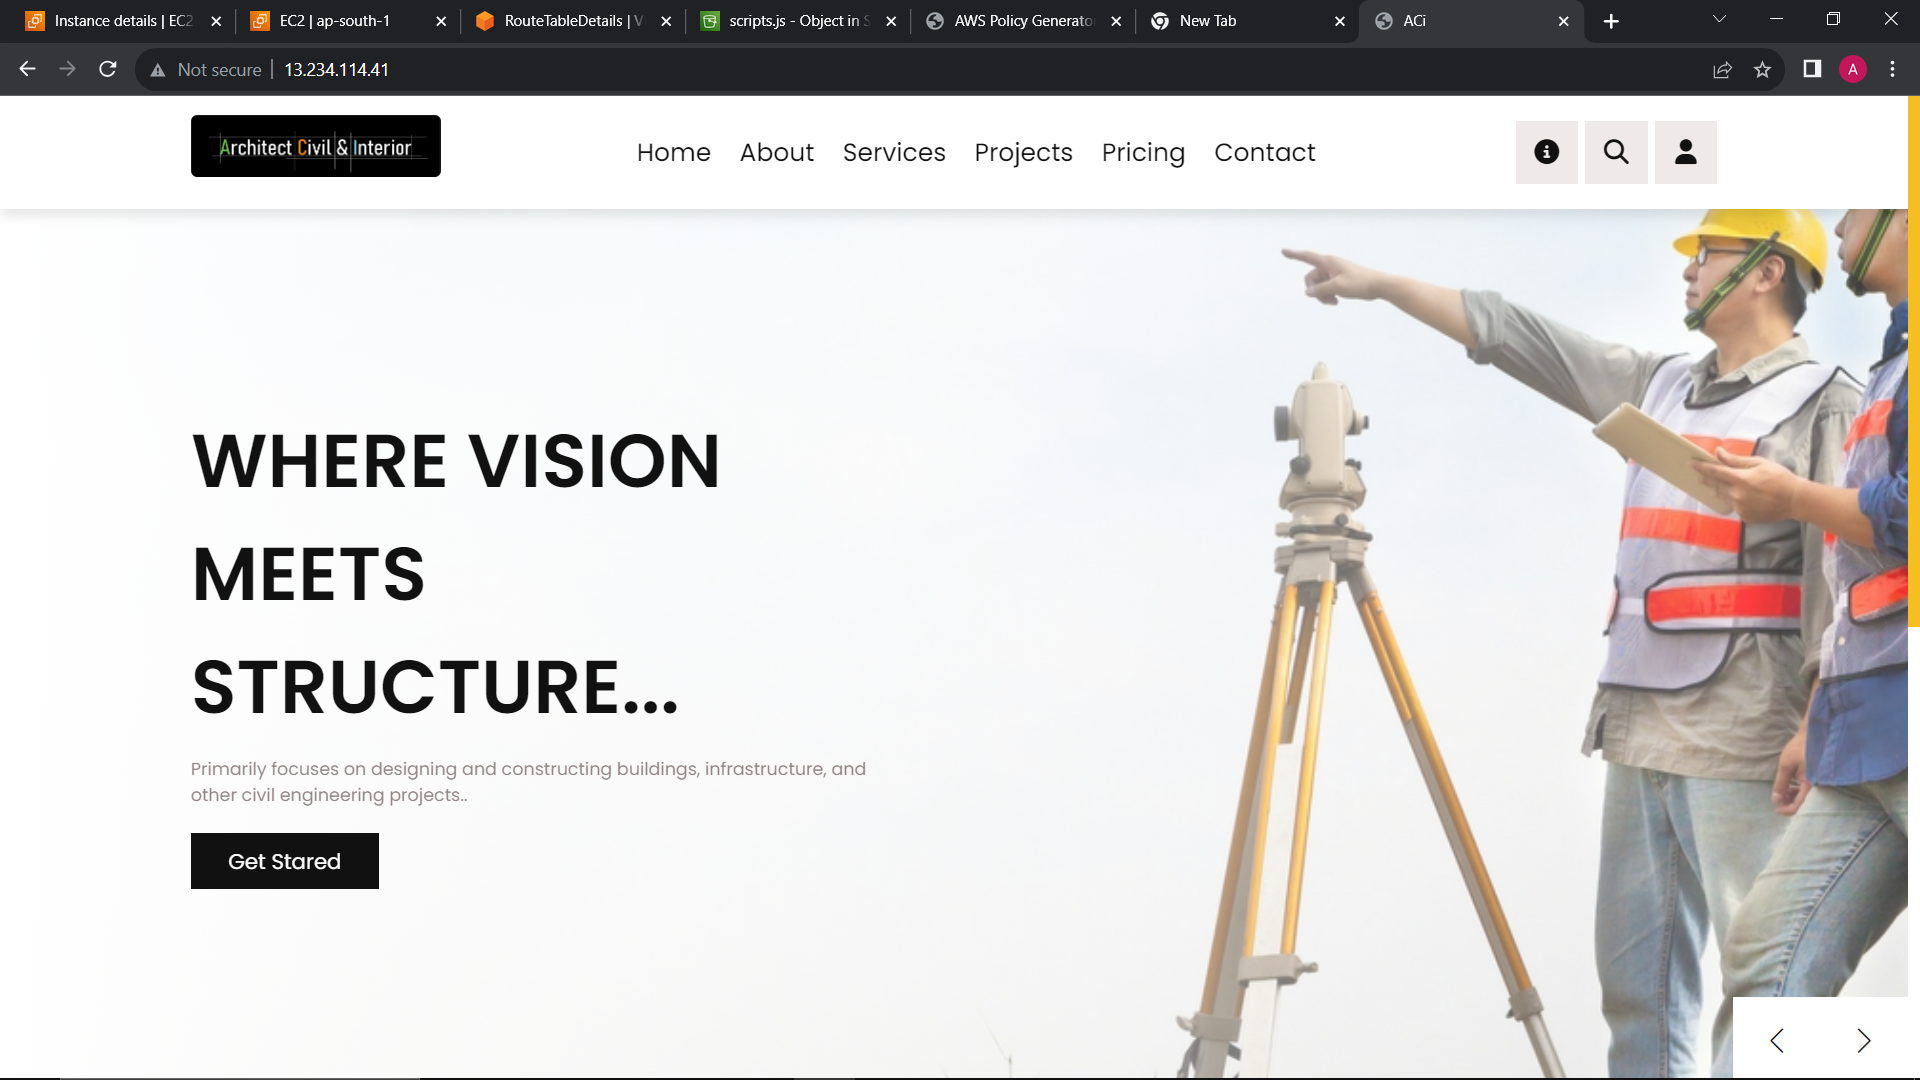 Instance details | EC2
EC2 | ap-south-1
RouteTableDetails | V
scripts.js - Object in S
AWS Policy Generato
New Tab
ACi
Not secure
13.234.114.41
A
Architect Civil & Interior
Home
About
Services
Projects
Pricing
Contact
WHERE VISION
MEETS
STRUCTURE...
Primarily focuses on designing and constructing buildings, infrastructure, and
other civil engineering projects..
Get Stared